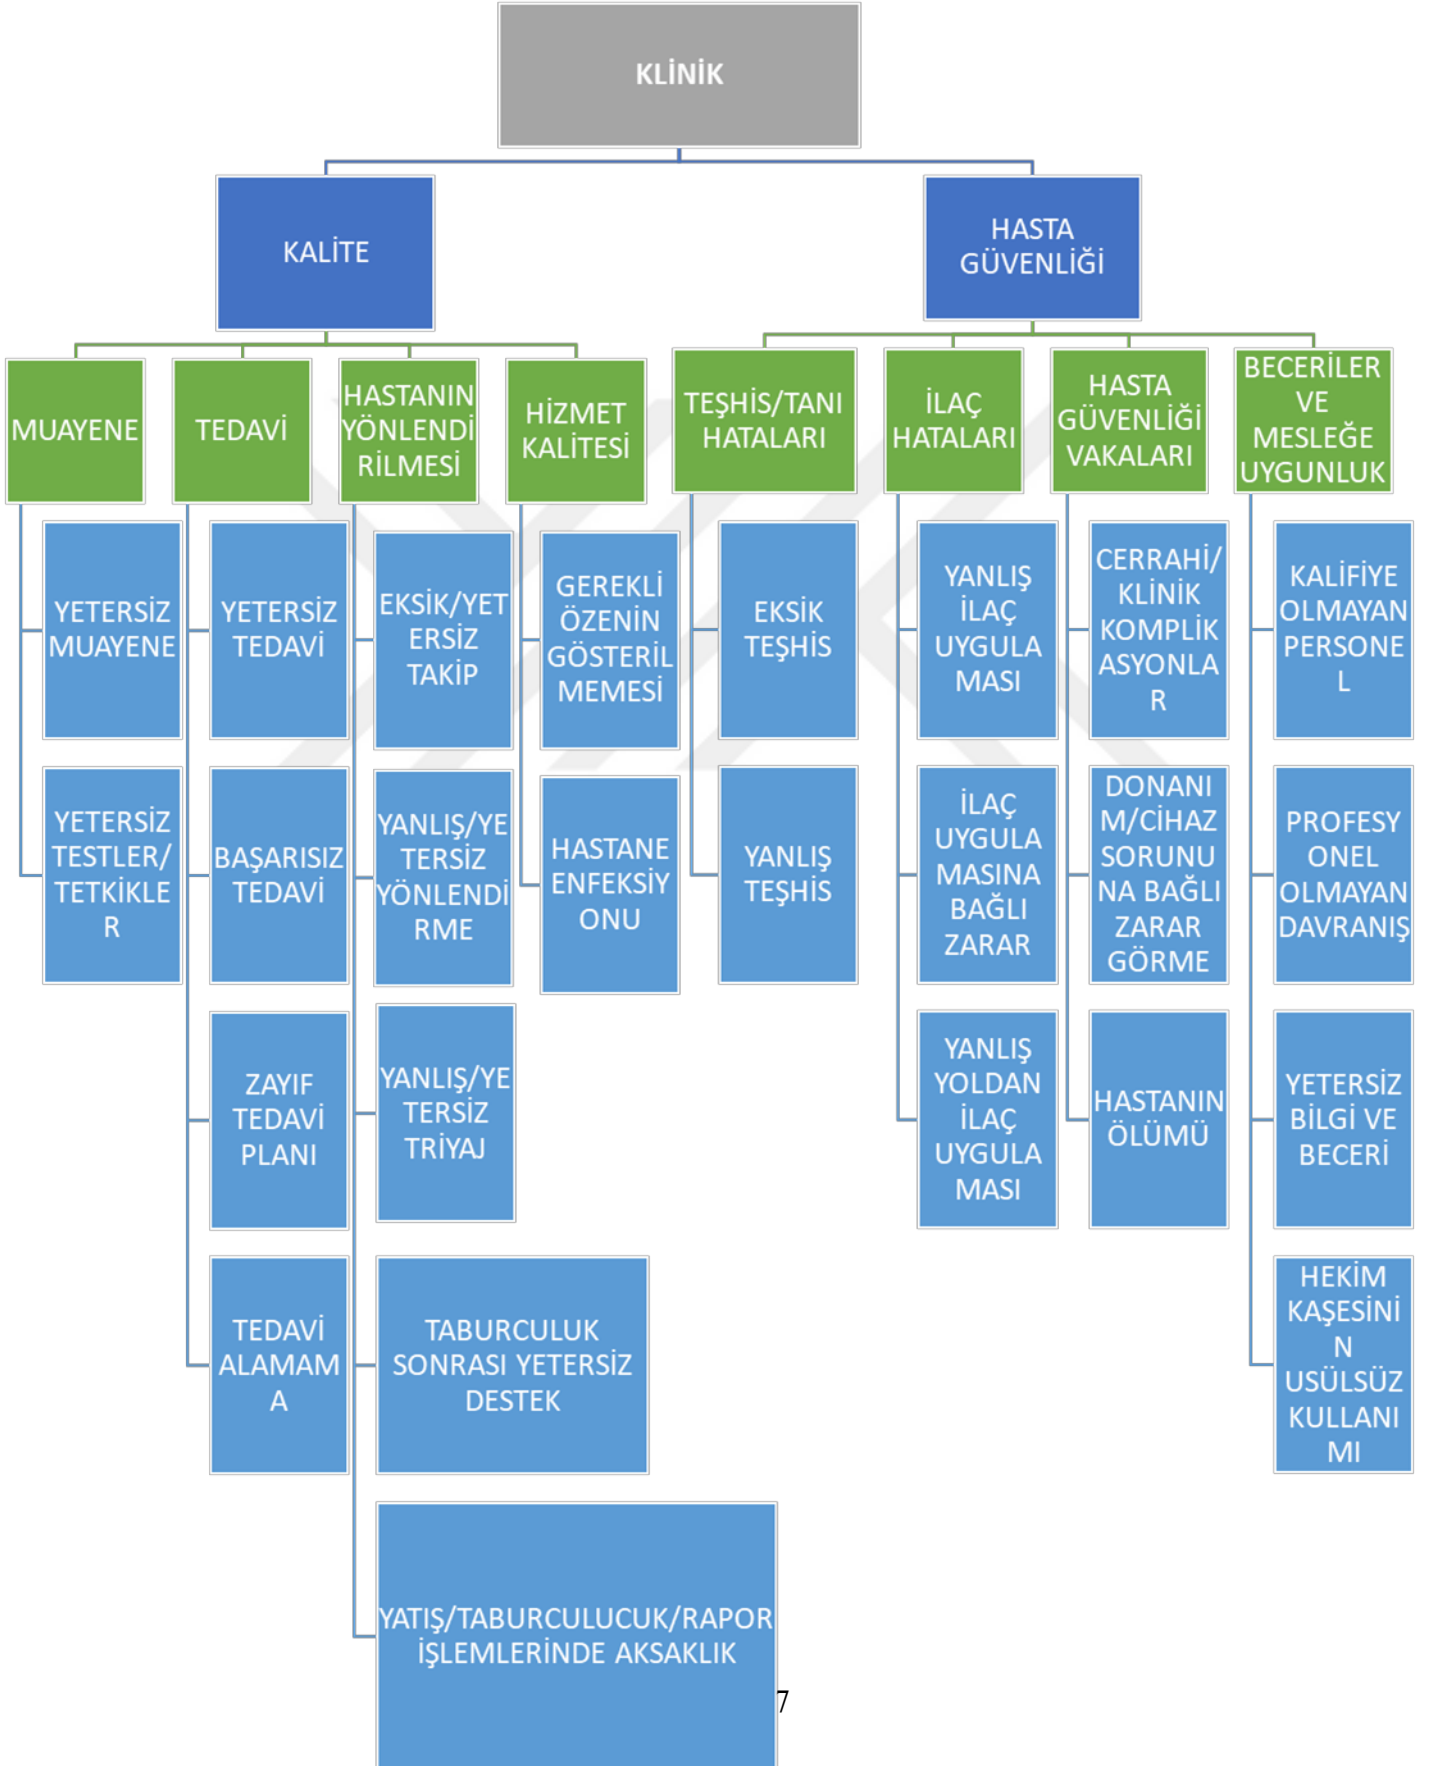 KLİNİK
KALİTE
HASTA
GÜVENLİĞİ
MUAYENE
TEDAVİ
HASTANIN
YÖNLENDİ
RİLMESİ
HİZMET
KALİTESİ
TEŞHİS/TANI
HATALARI
İLAÇ
HATALARI
HASTA
GÜVENLİĞİ
VAKALARI
BECERİLER
VE
MESLEĞE
UYGUNLUK
YETERSİZ
MUAYENE
YETERSİZ
TEDAVİ
EKSİK/YET
ERSİZ
TAKİP
GEREKLİ
ÖZENİN
GÖSTERİL
MEMESİ
EKSİK
TEŞHİS
YANLIŞ
İLAÇ
UYGULA
MASI
CERRAHİ/
KLİNİK
KOMPLİK
ASYONLA
R
KALİFİYE
OLMAYAN
PERSONE
L
YETERSİZ
TESTLER/
TETKİKLE
R
BAŞARISIZ
TEDAVİ
YANLIŞ/YE
TERSİZ
YÖNLENDİ
RME
HASTANE
ENFEKSİY
ONU
YANLIŞ
TEŞHİS
İLAÇ
UYGULA
MASINA
BAĞLI
ZARAR
DONANI
M/CİHAZ
SORUNU
NA BAĞLI
ZARAR
GÖRME
PROFESY
ONEL
OLMAYAN
DAVRANIŞ
ZAYIF
TEDAVİ
PLANI
YANLIŞ/YE
TERSİZ
TRİYAJ
YANLIŞ
YOLDAN
İLAÇ
UYGULA
MASI
HASTANIN
ÖLÜMÜ
YETERSİZ
BİLGİ VE
BECERİ
TEDAVİ
ALAMAM
A
TABURCULUK
SONRASI YETERSİZ
DESTEK
HEKİM
KAŞESİNİ
N
USÜLSÜZ
KULLANI
MI
YATIŞ/TABURCULUCUK/RAPOR
İŞLEMLERİNDE AKSAKLIK
7